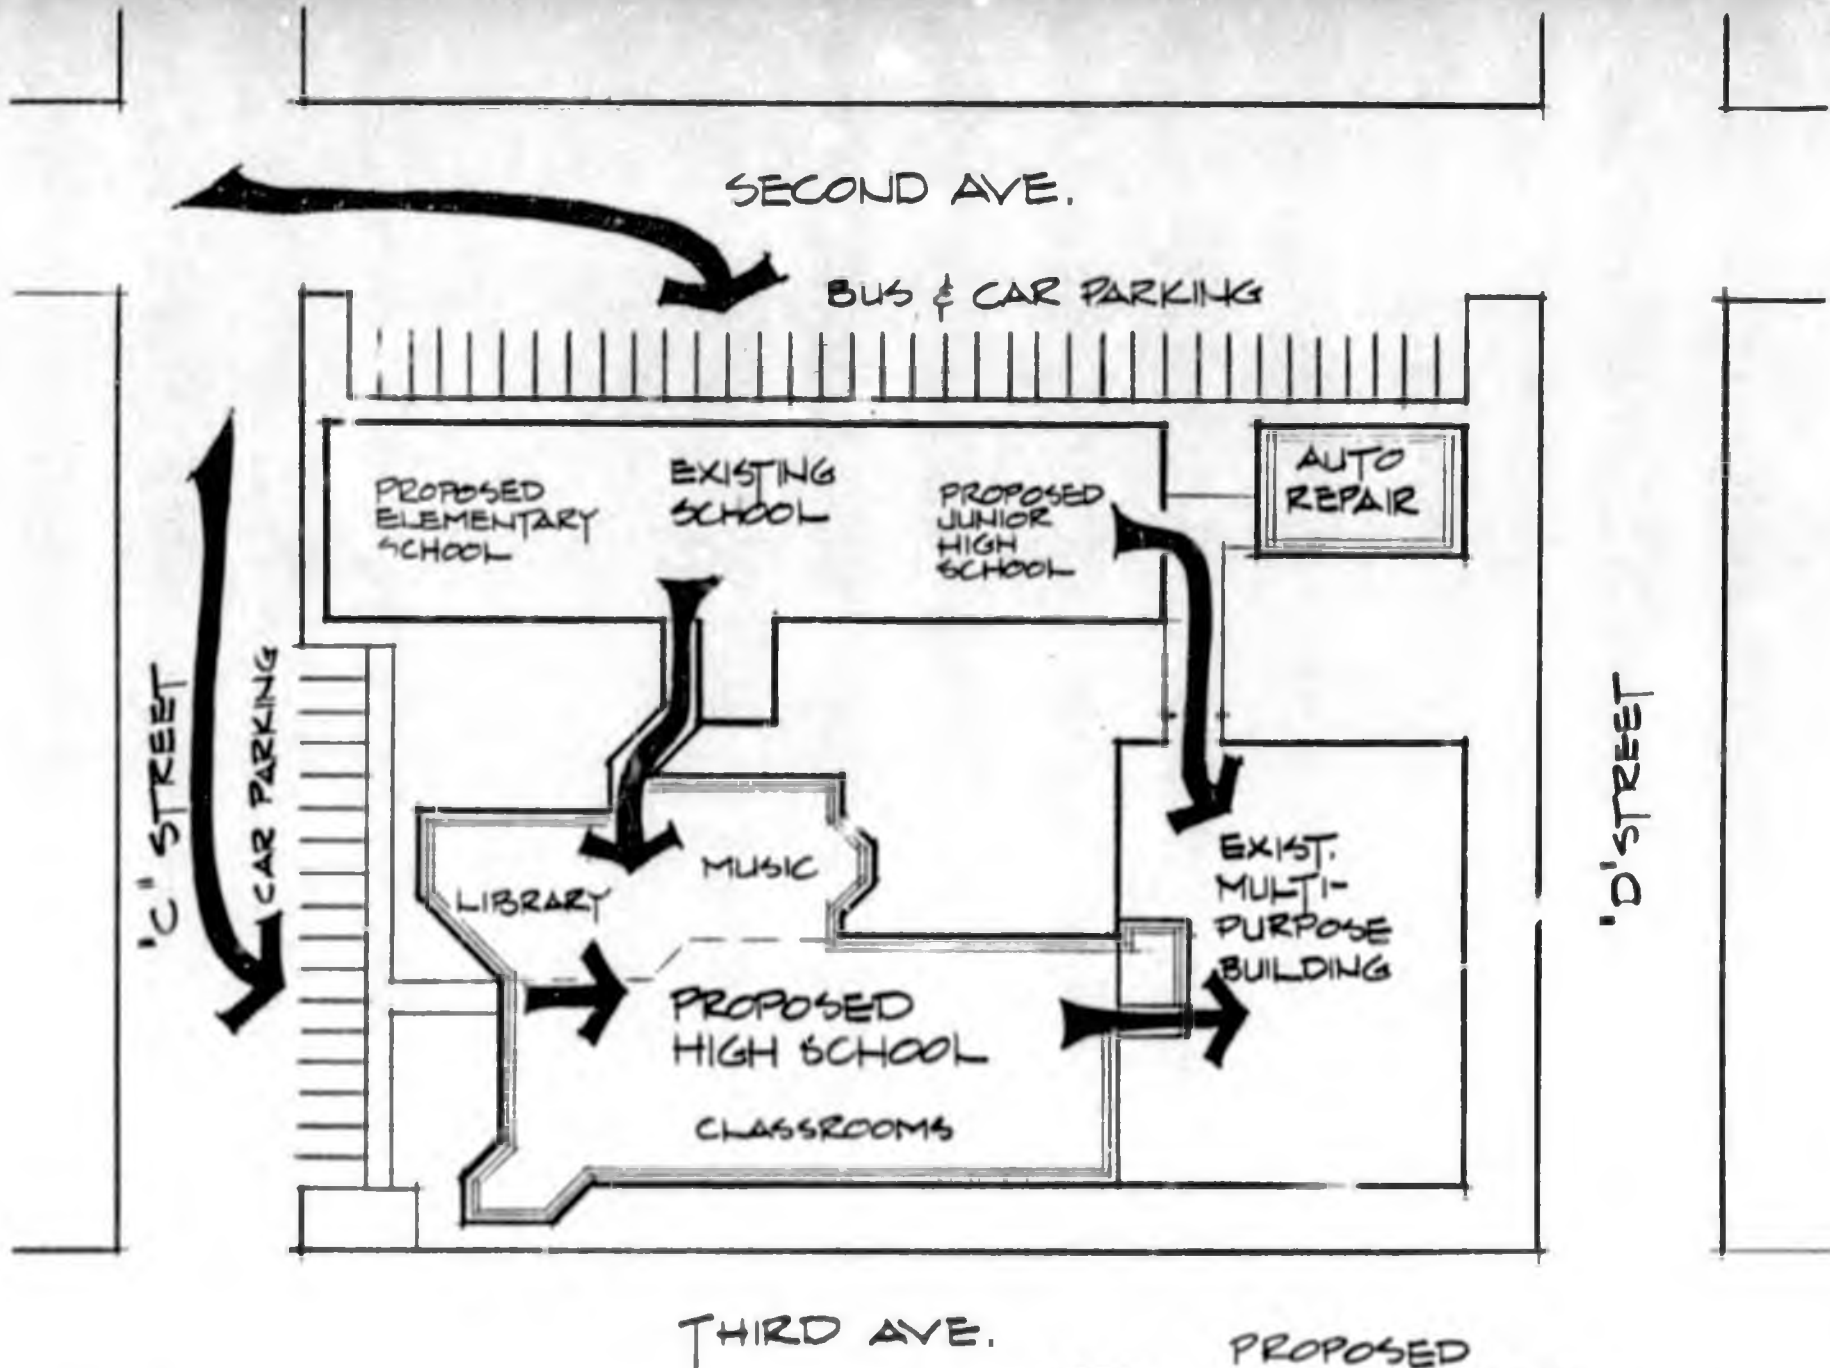 SECOND AVE.
BUS & CAR PARKING
PROPOSED
ELEMENTARY
SCHOOL
EXISTING
SCHOOL
PROPOSED
JUNIOR
HIGH
SCHOOL
AUTO
REPAIR
"C" STREET
CAR PARKING
LIBRARY
MUSIC
EXIST.
MULTI-
PURPOSE
BUILDING
PROPOSED
HIGH SCHOOL
CLASSROOMS
"D" STREET
THIRD AVE.
PROPOSED